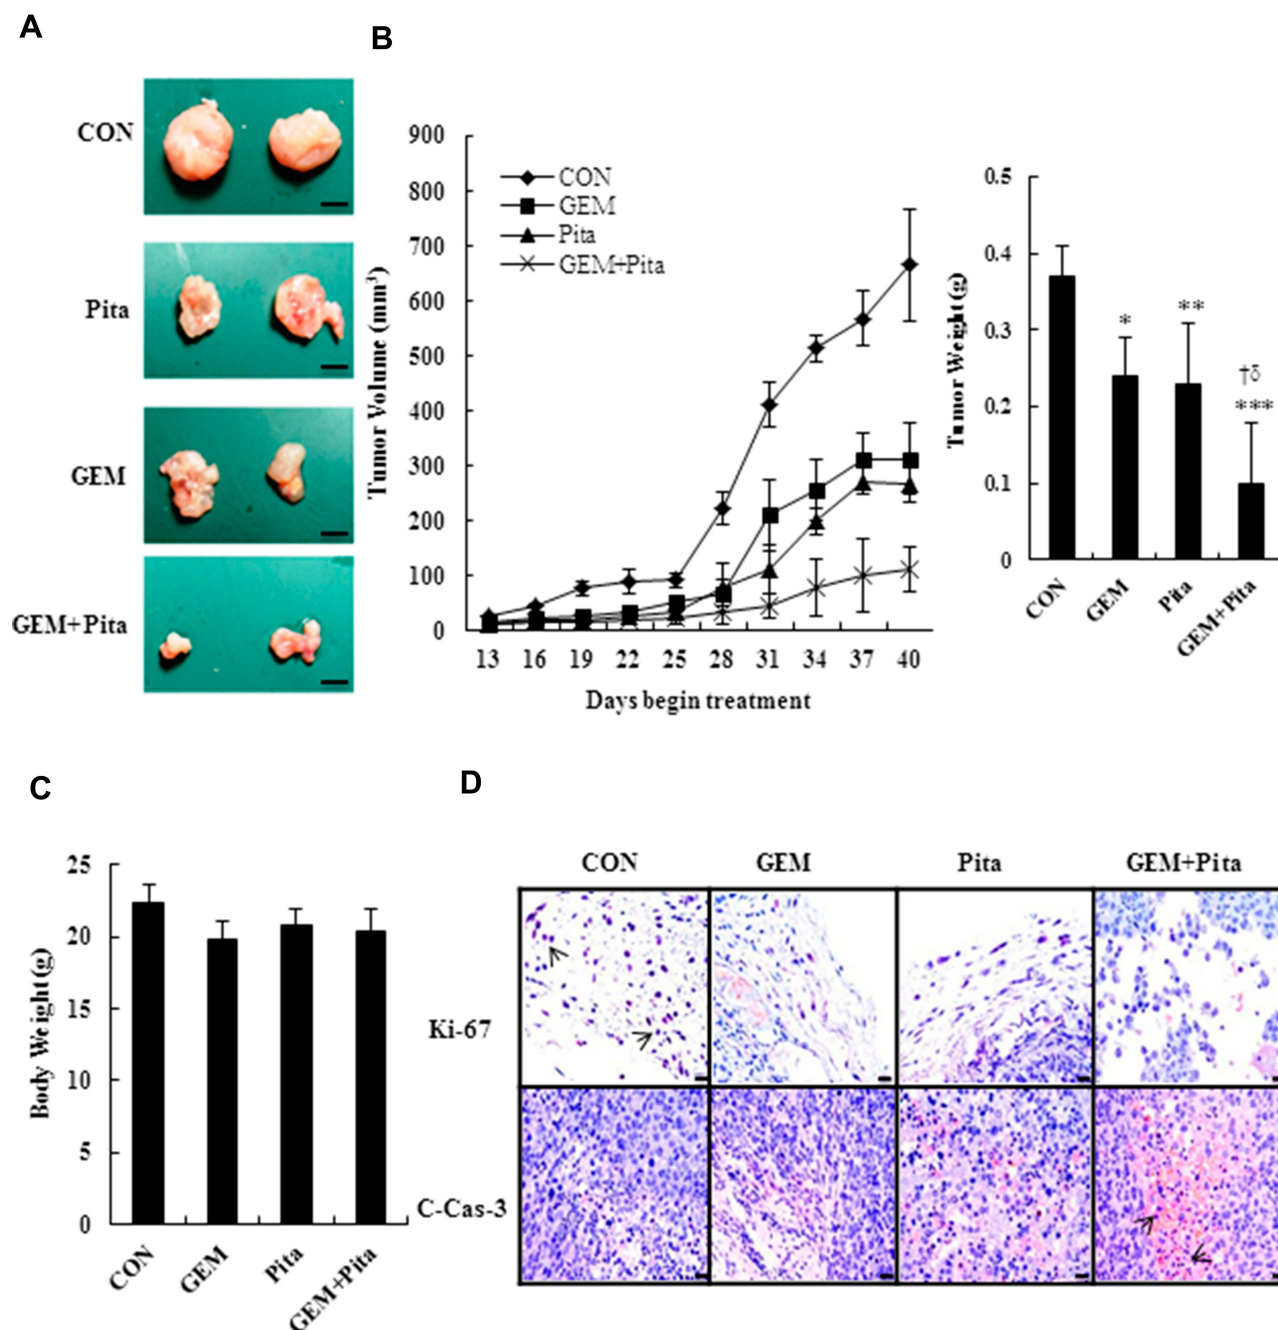 A
CON
Pita
GEM
GEM+Pita
B
Tumor Volume (mm³)
900
800
700
600
500
400
300
200
100
0
CON
GEM
Pita
GEM+Pita
13 16 19 22 25 28 31 34 37 40
Days begin treatment
Tumor Weight(g)
0.5
0.4
0.3
0.2
0.1
0
*
**
†δ
***
CON
GEM
Pita
GEM+Pita
C
Body Weight(g)
25
20
15
10
5
0
CON
GEM
Pita
GEM+Pita
D
CON GEM Pita GEM+Pita
Ki-67
C-Cas-3